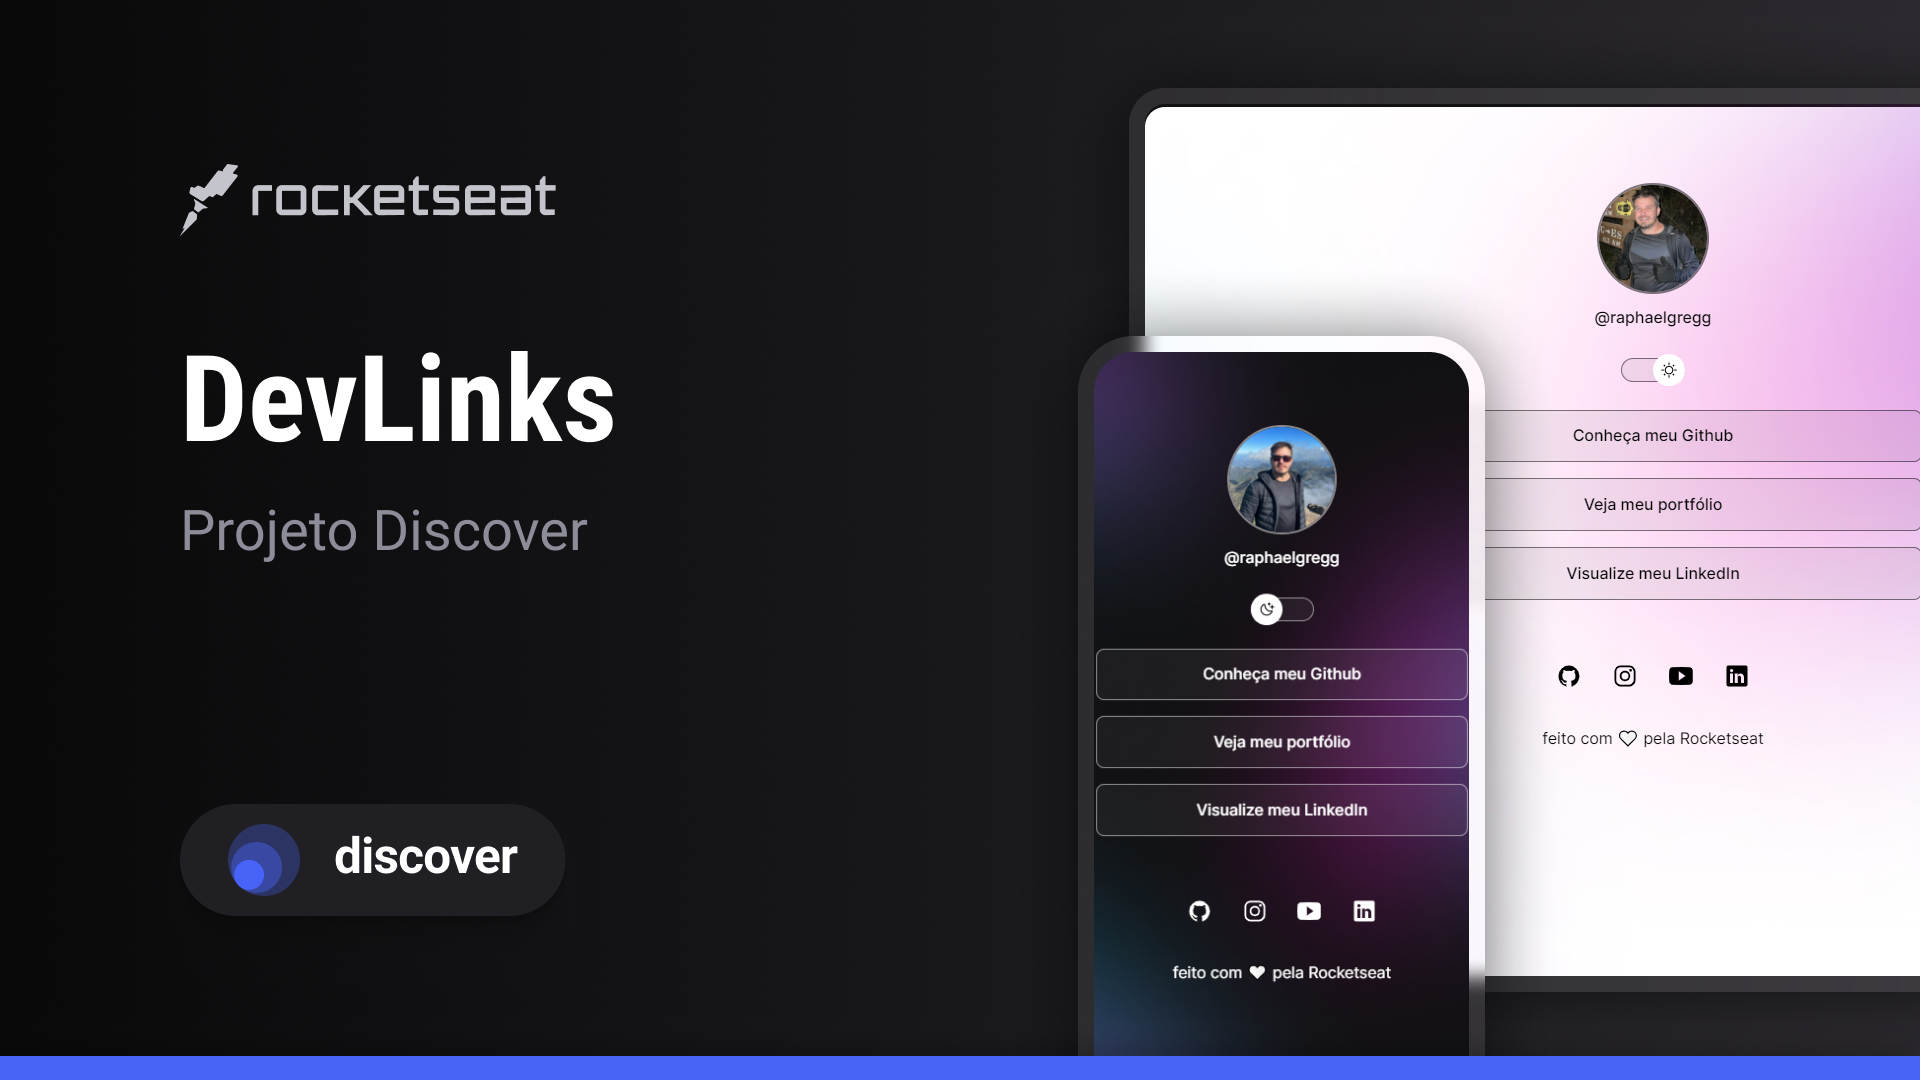 rocketseat
DevLinks
Projeto Discover
discover
@raphaelgregg
Conheça meu Github
Veja meu portfólio
Visualize meu LinkedIn
feito com pela Rocketseat
@raphaelgregg
Conheça meu Github
Veja meu portfólio
Visualize meu LinkedIn
feito com pela Rocketseat